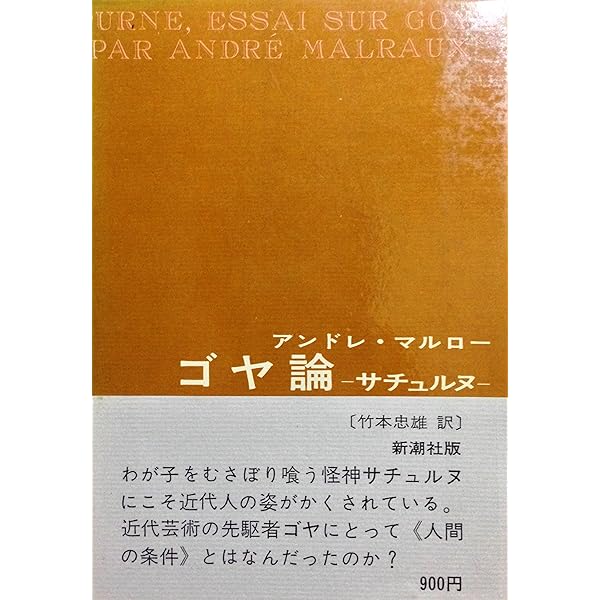 URNE, ESSAI SUR GOY
PAR ANDRÉ MALRAUX
アンドレ・マルロー
ゴヤ論 －サチュルヌ－
〔竹本忠雄 訳〕
新潮社版
わが子をむさぼり喰う怪神サチュルヌ
にこそ近代人の姿がかくされている。
近代芸術の先駆者ゴヤにとって《人間
の条件》とはなんだったのか？
900円